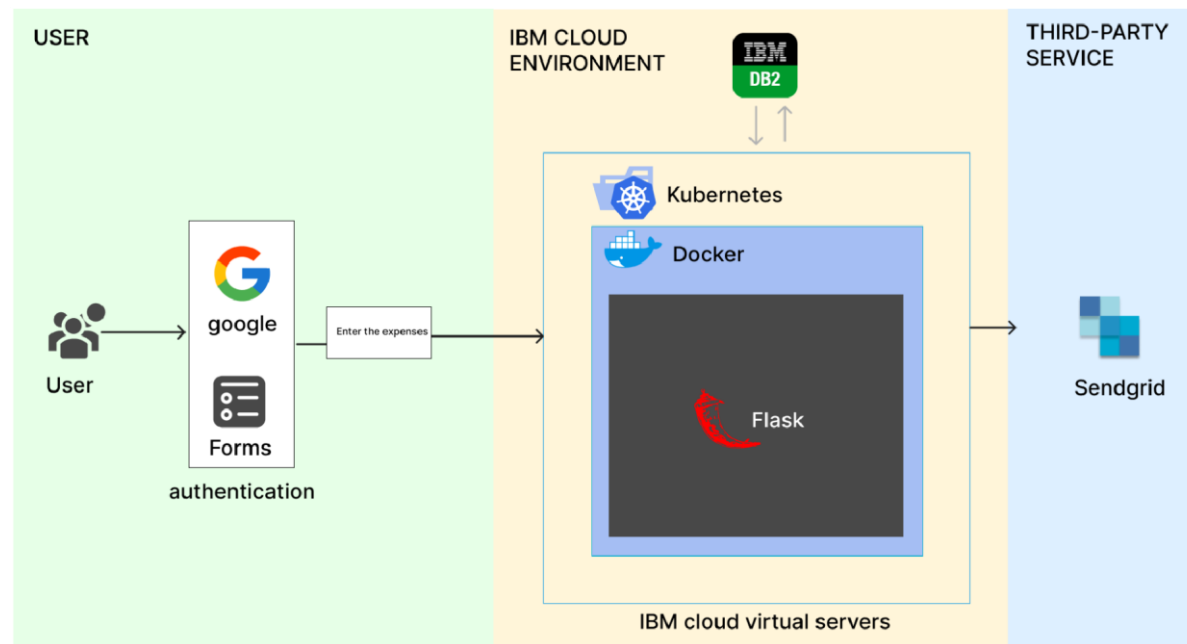 USER
IBM CLOUD
ENVIRONMENT
THIRD-PARTY
SERVICE
IBM
DB2
Kubernetes
Docker
google
Enter the expenses
User
Forms
authentication
Flask
Sendgrid
IBM cloud virtual servers